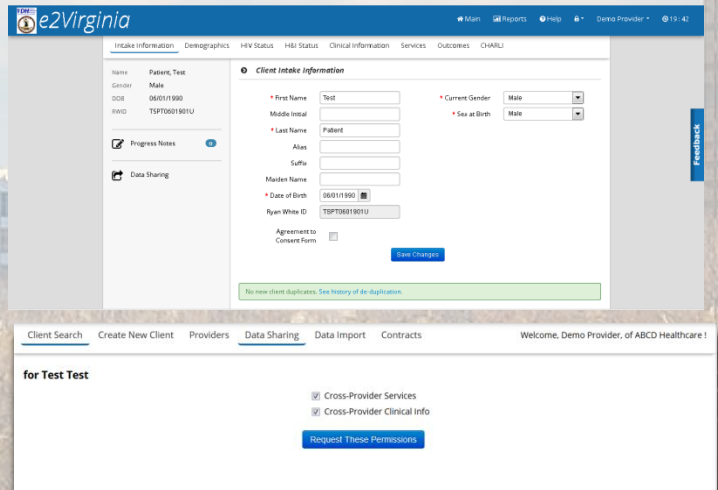 VDH
e2Virginia
Main Reports Help Demo Provider 19:42
Intake Information Demographics HIV Status H&I Status Clinical Information Services Outcomes CHARLI
Name Patient, Test
Gender Male
DOB 06/01/1990
RWID TSPT0601901U
Progress Notes 0
Data Sharing
Client Intake Information
* First Name Test
Middle Initial
* Last Name Patient
Alias
Suffix
Maiden Name
* Date of Birth 06/01/1990
Ryan White ID TSPT0601901U
Agreement to
Consent Form
* Current Gender Male
* Sex at Birth Male
Save Changes
No new client duplicates. See history of de-duplication.
Feedback
Client Search Create New Client Providers Data Sharing Data Import Contracts Welcome, Demo Provider, of ABCD Healthcare !
for Test Test
Cross-Provider Services
Cross-Provider Clinical Info
Request These Permissions